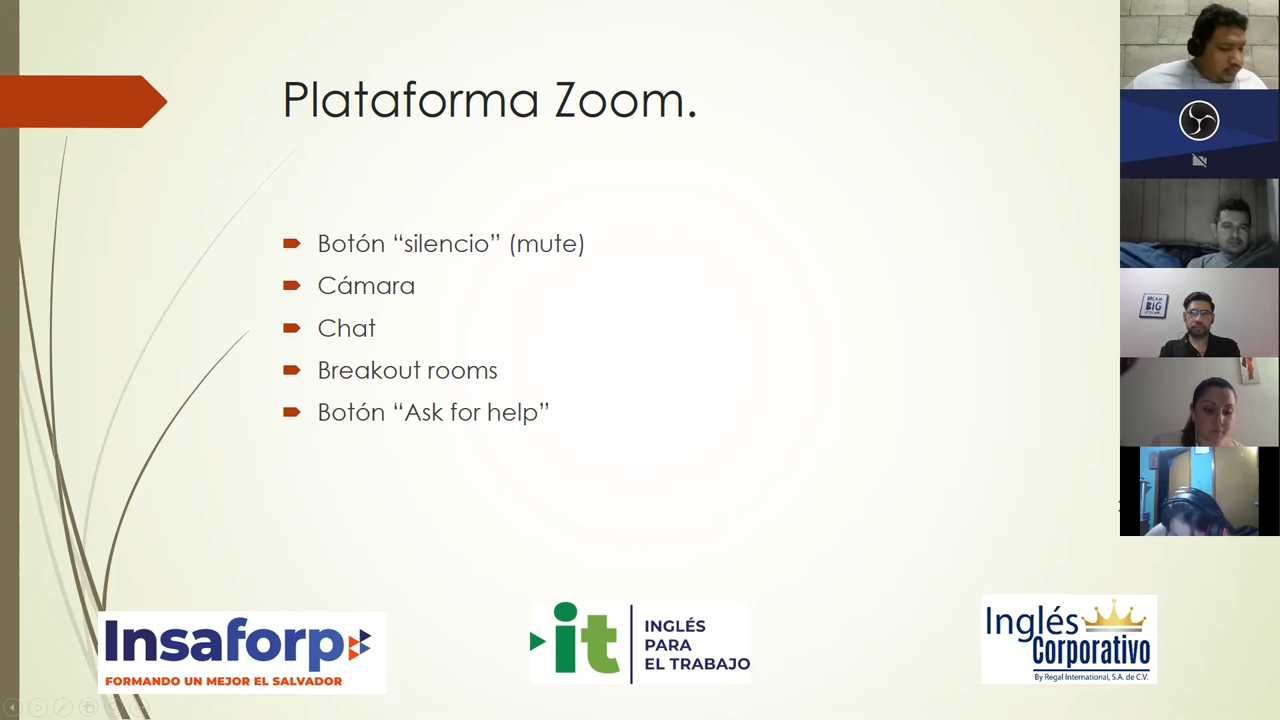 Plataforma Zoom.
Botón “silencio” (mute)
Cámara
Chat
Breakout rooms
Botón “Ask for help”
DREAM
BIG
Insaforp
FORMANDO UN MEJOR EL SALVADOR
it
INGLÉS
PARA
EL TRABAJO
Inglés
Corporativo
By Regal International, S.A. de C.V.